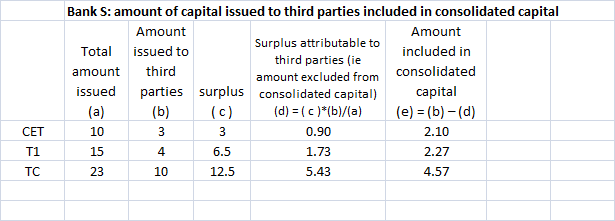 Bank S: amount of capital issued to third parties included in consolidated capital
Total amount issued (a) Amount issued to third parties (b) surplus ( c ) Surplus attributable to third parties (ie amount excluded from consolidated capital) (d) = ( c )*(b)/(a) Amount included in consolidated capital (e) = (b) – (d)
CET 10 3 3 0.90 2.10
T1 15 4 6.5 1.73 2.27
TC 23 10 12.5 5.43 4.57